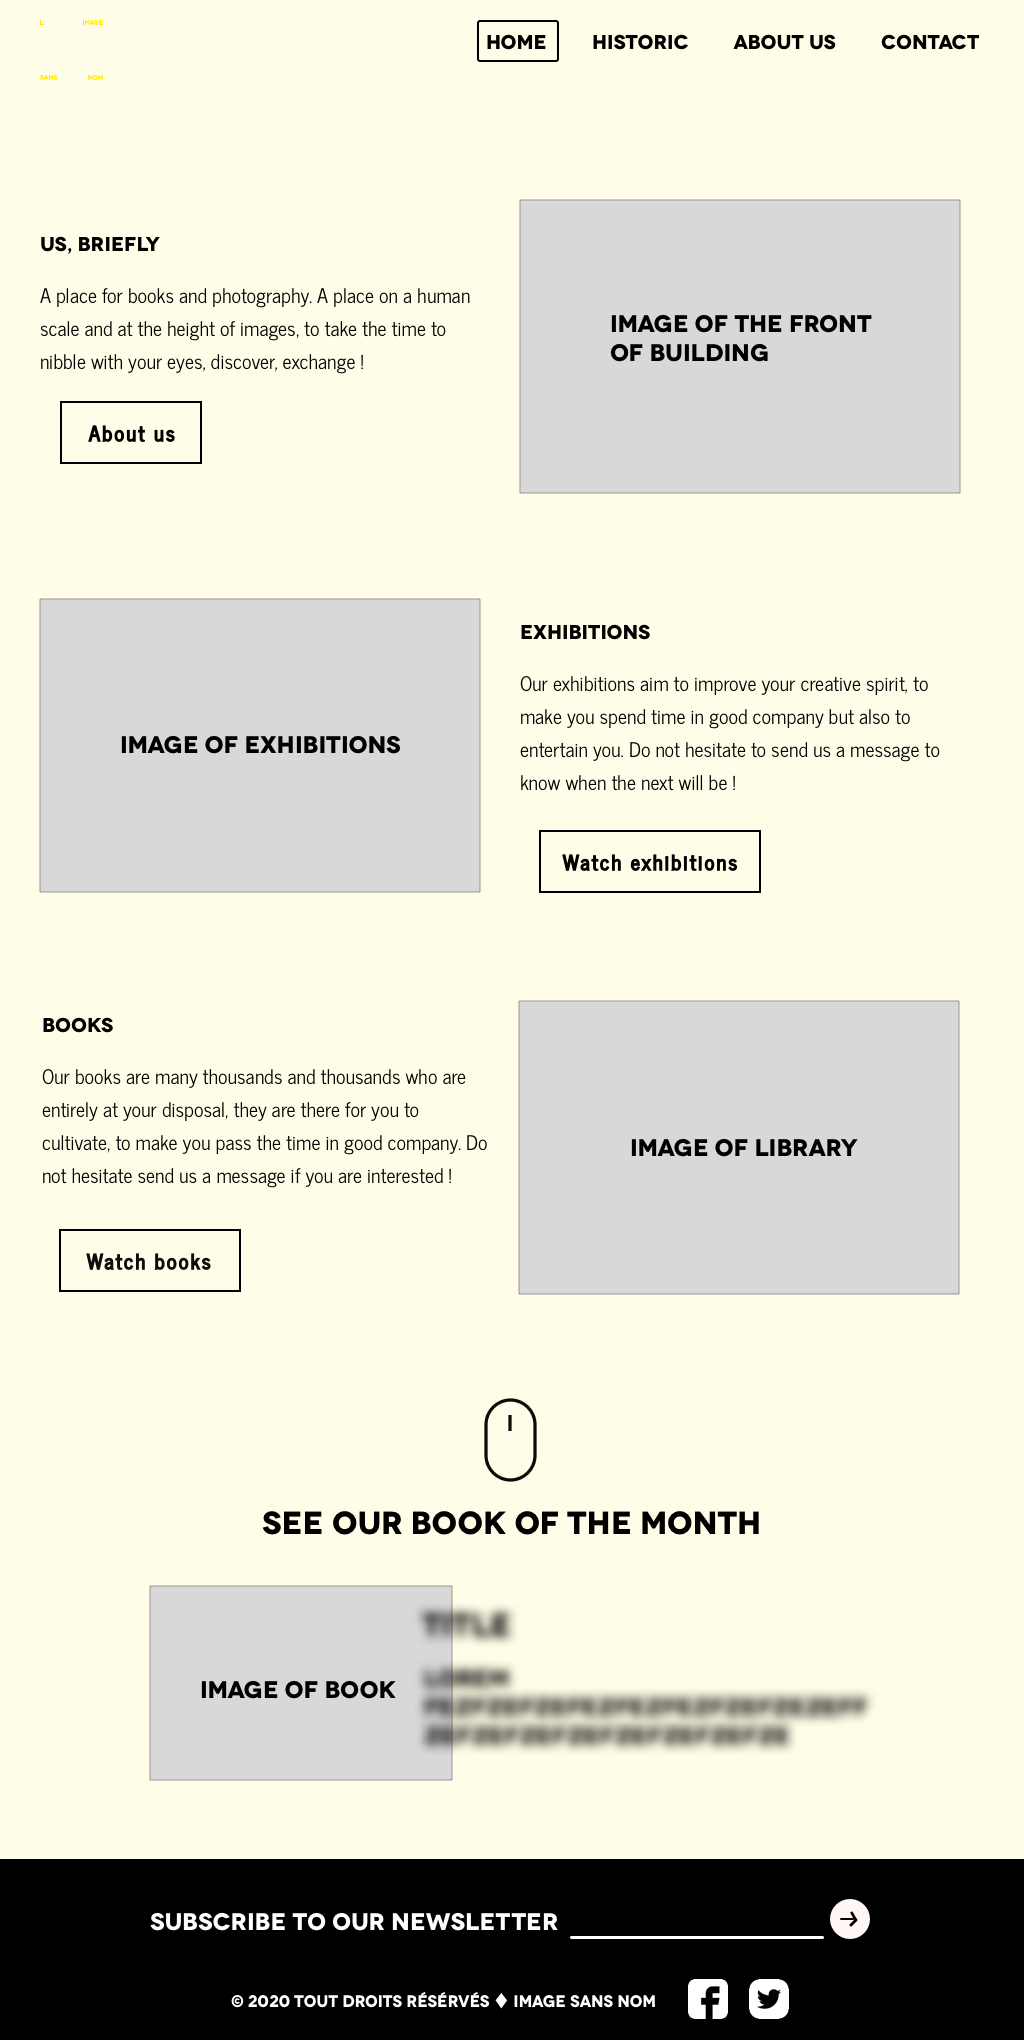 L IMAGE
SANS NOM
HOME HISTORIC ABOUT US CONTACT
US, BRIEFLY
A place for books and photography. A place on a human
scale and at the height of images, to take the time to
nibble with your eyes, discover, exchange !
About us
IMAGE OF THE FRONT
OF BUILDING
IMAGE OF EXHIBITIONS
EXHIBITIONS
Our exhibitions aim to improve your creative spirit, to
make you spend time in good company but also to
entertain you. Do not hesitate to send us a message to
know when the next will be !
Watch exhibitions
BOOKS
Our books are many thousands and thousands who are
entirely at your disposal, they are there for you to
cultivate, to make you pass the time in good company. Do
not hesitate send us a message if you are interested !
Watch books
IMAGE OF LIBRARY
SEE OUR BOOK OF THE MONTH
IMAGE OF BOOK
TITLE
LOREM
SUBSCRIBE TO OUR NEWSLETTER
© 2020 TOUT DROITS RÉSÉRVÉS ♦ IMAGE SANS NOM